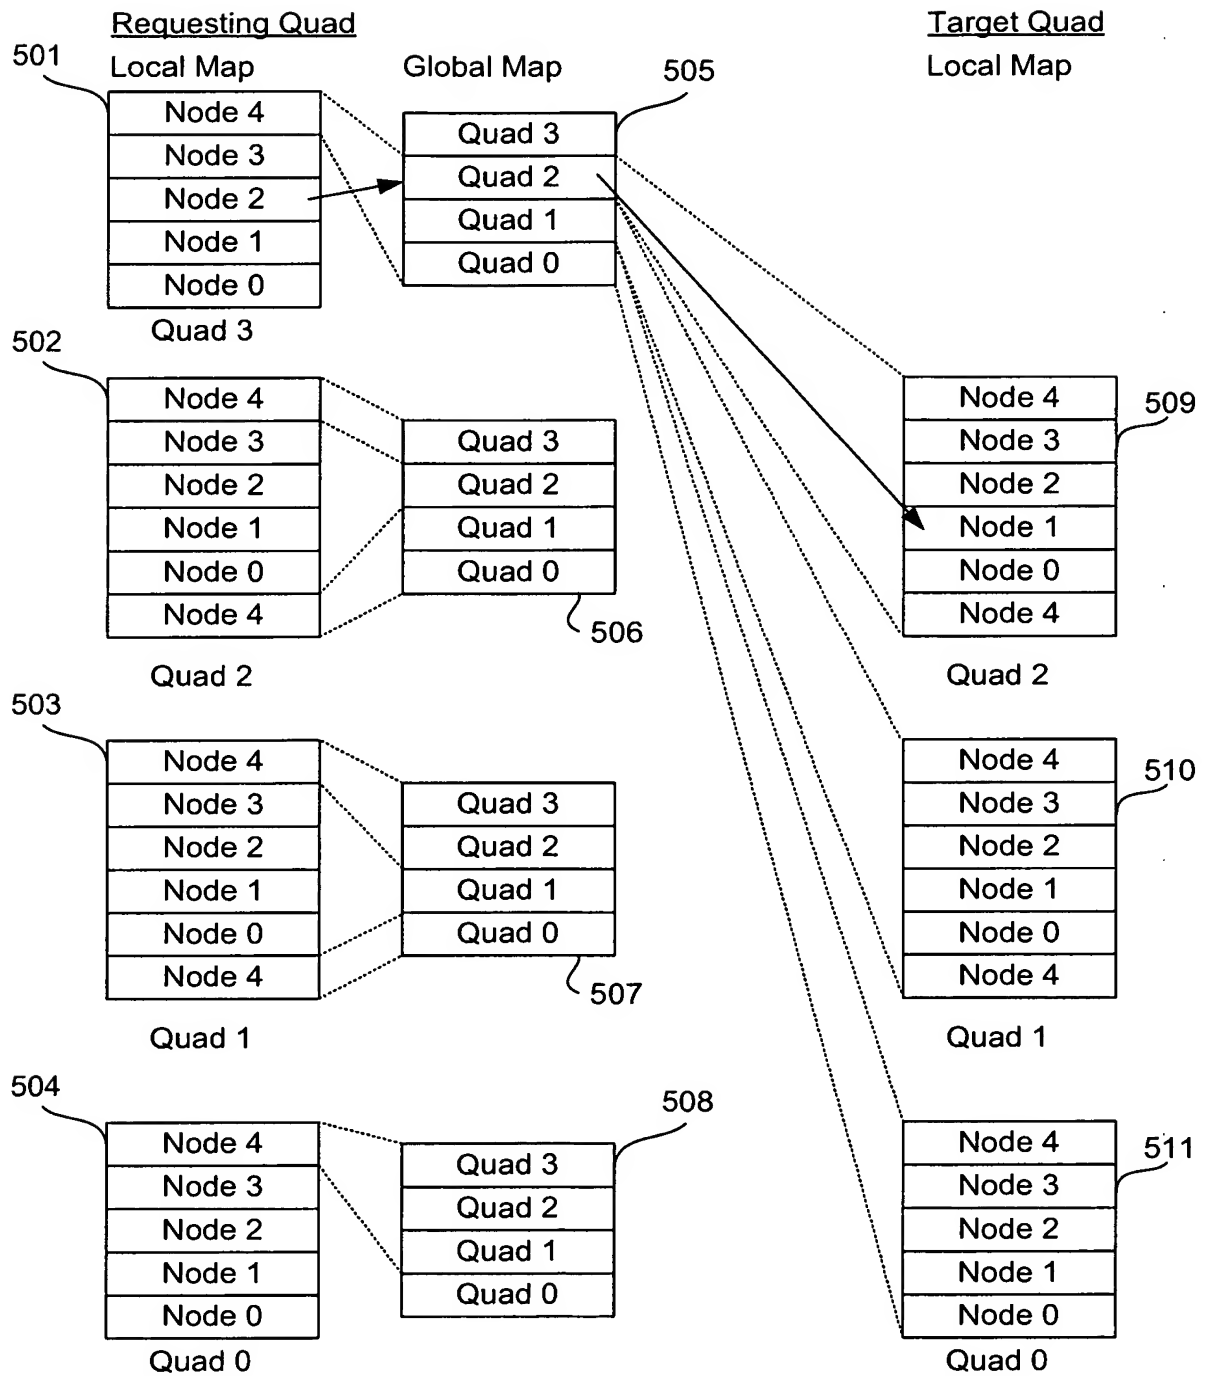 Requesting Quad
Target Quad
Local Map
Global Map
Local Map
501
Node 4
Node 3
Node 2
Node 1
Node 0
Quad 3
505
Quad 3
Quad 2
Quad 1
Quad 0
502
Node 4
Node 3
Node 2
Node 1
Node 0
Node 4
Quad 2
Quad 3
Quad 2
Quad 1
Quad 0
506
509
Node 4
Node 3
Node 2
Node 1
Node 0
Node 4
Quad 2
503
Node 4
Node 3
Node 2
Node 1
Node 0
Node 4
Quad 1
Quad 3
Quad 2
Quad 1
Quad 0
507
510
Node 4
Node 3
Node 2
Node 1
Node 0
Node 4
Quad 1
504
Node 4
Node 3
Node 2
Node 1
Node 0
Quad 0
508
Quad 3
Quad 2
Quad 1
Quad 0
511
Node 4
Node 3
Node 2
Node 1
Node 0
Quad 0